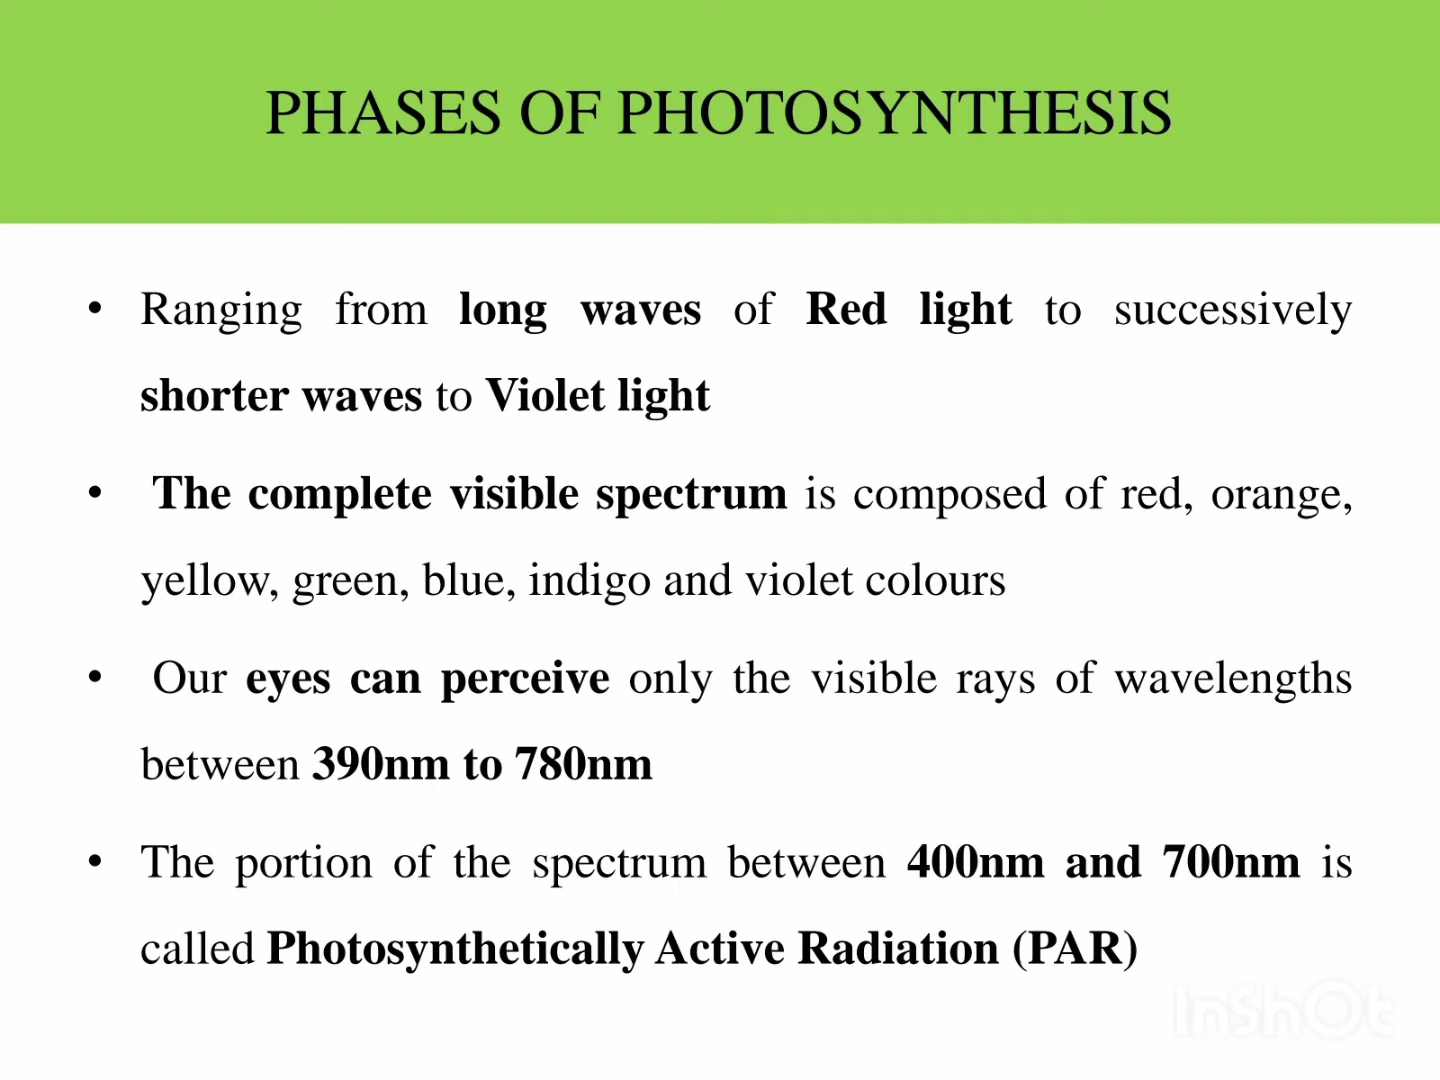 PHASES OF PHOTOSYNTHESIS
• Ranging from long waves of Red light to successively
shorter waves to Violet light
• The complete visible spectrum is composed of red, orange,
yellow, green, blue, indigo and violet colours
• Our eyes can perceive only the visible rays of wavelengths
between 390nm to 780nm
• The portion of the spectrum between 400nm and 700nm is
called Photosynthetically Active Radiation (PAR)
InShOt